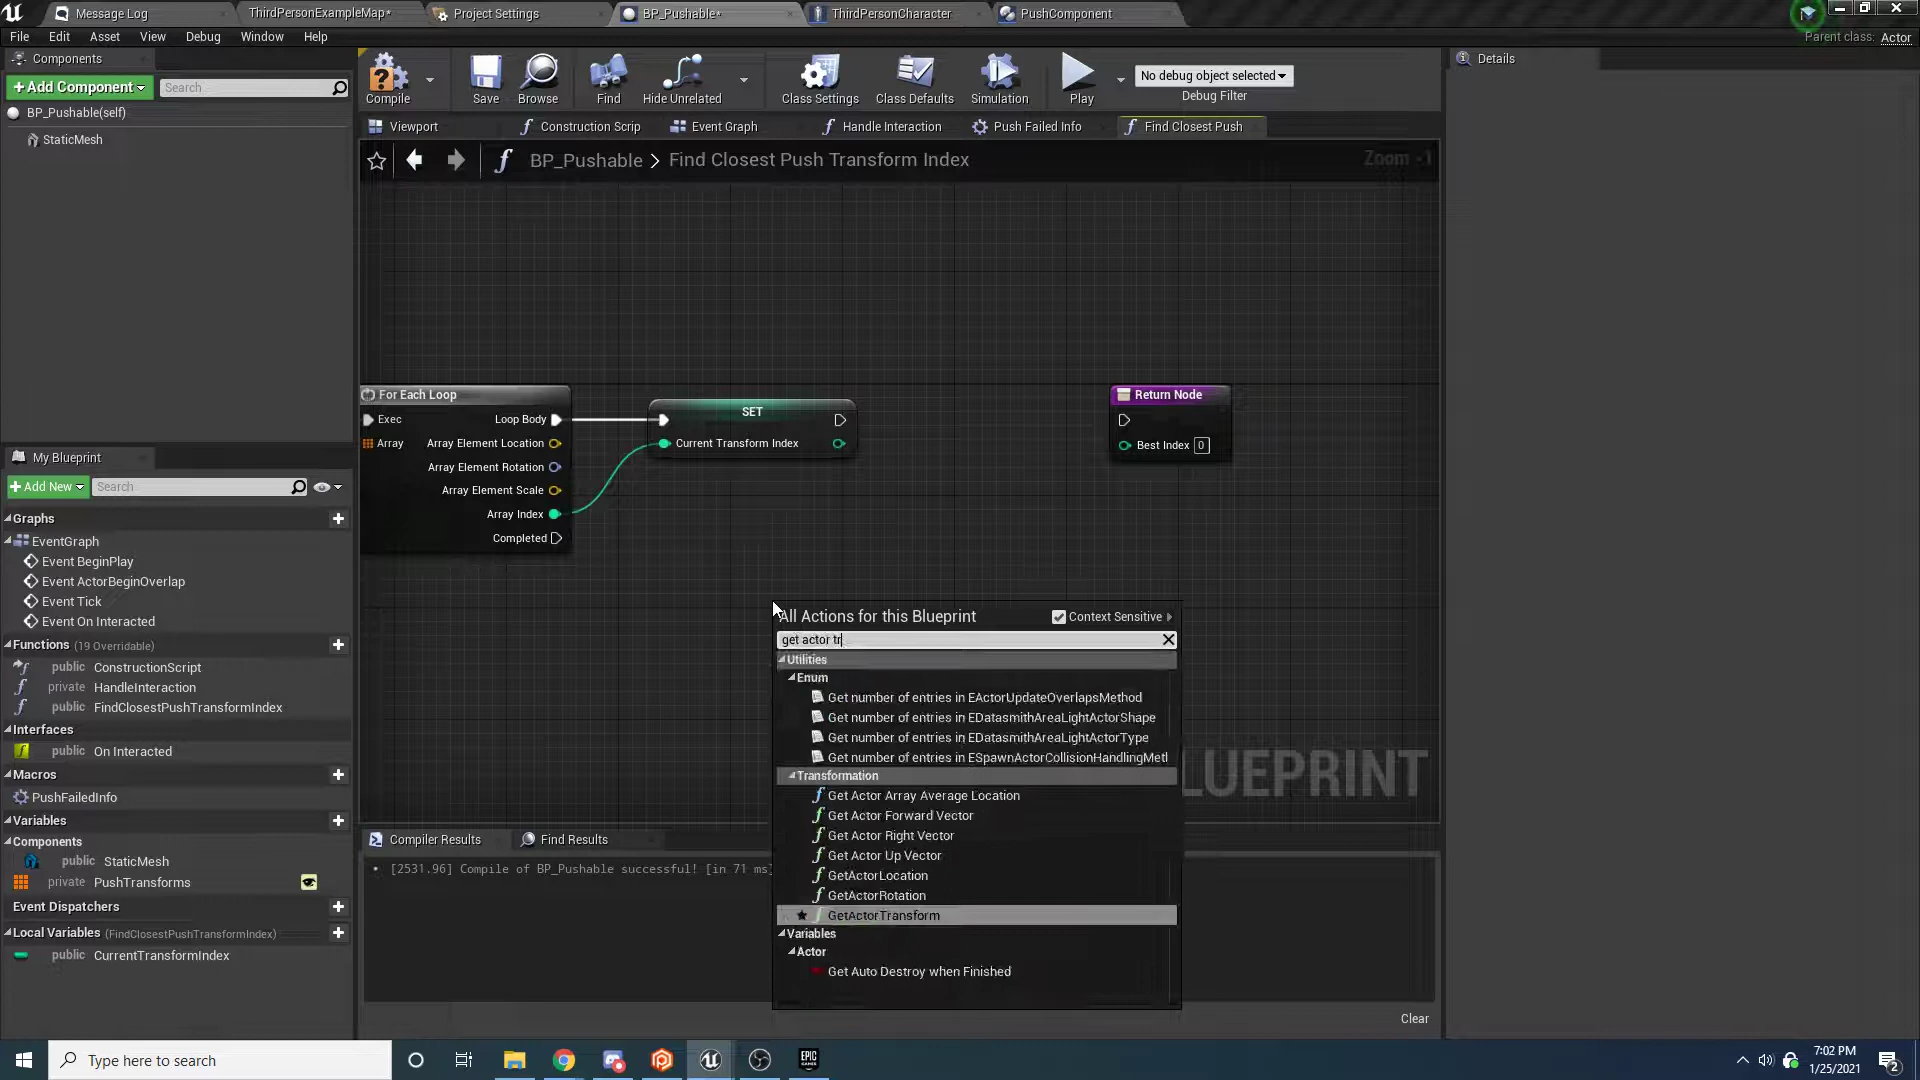 Message Log
ThirdPersonExampleMap*
Project Settings
BP_Pushable*
ThirdPersonCharacter
PushComponent
File Edit Asset View Debug Window Help
Parent class: Actor
Components
+Add Component
Search
BP_Pushable(self)
StaticMesh
Compile
Save
Browse
Find
Hide Unrelated
Class Settings
Class Defaults
Simulation
Play
No debug object selected
Debug Filter
Details
Viewport
Construction Scrip
Event Graph
Handle Interaction
Push Failed Info
Find Closest Push
BP_Pushable > Find Closest Push Transform Index
Zoom -1
For Each Loop
Exec
Loop Body
Array
Array Element Location
Array Element Rotation
Array Element Scale
Array Index
Completed
SET
Current Transform Index
Return Node
Best Index 0
All Actions for this Blueprint
Context Sensitive
get actor tr
Utilities
Enum
Get number of entries in EActorUpdateOverlapsMethod
Get number of entries in EDatasmithAreaLightActorShape
Get number of entries in EDatasmithAreaLightActorType
Get number of entries in ESpawnActorCollisionHandlingMetl
Transformation
Get Actor Array Average Location
Get Actor Forward Vector
Get Actor Right Vector
Get Actor Up Vector
GetActorLocation
GetActorRotation
GetActorTransform
Variables
Actor
Get Auto Destroy when Finished
LUEPRINT
My Blueprint
+Add New
Search
Graphs
EventGraph
Event BeginPlay
Event ActorBeginOverlap
Event Tick
Event On Interacted
Functions (19 Overridable)
public ConstructionScript
private HandleInteraction
public FindClosestPushTransformIndex
Interfaces
public On Interacted
Macros
PushFailedInfo
Variables
Components
public StaticMesh
private PushTransforms
Event Dispatchers
Local Variables (FindClosestPushTransformIndex)
public CurrentTransformIndex
Compiler Results
Find Results
[2531.96] Compile of BP_Pushable successful! [in 71 ms]
Clear
Type here to search
EPIC
GAMES
7:02 PM
1/25/2021
2